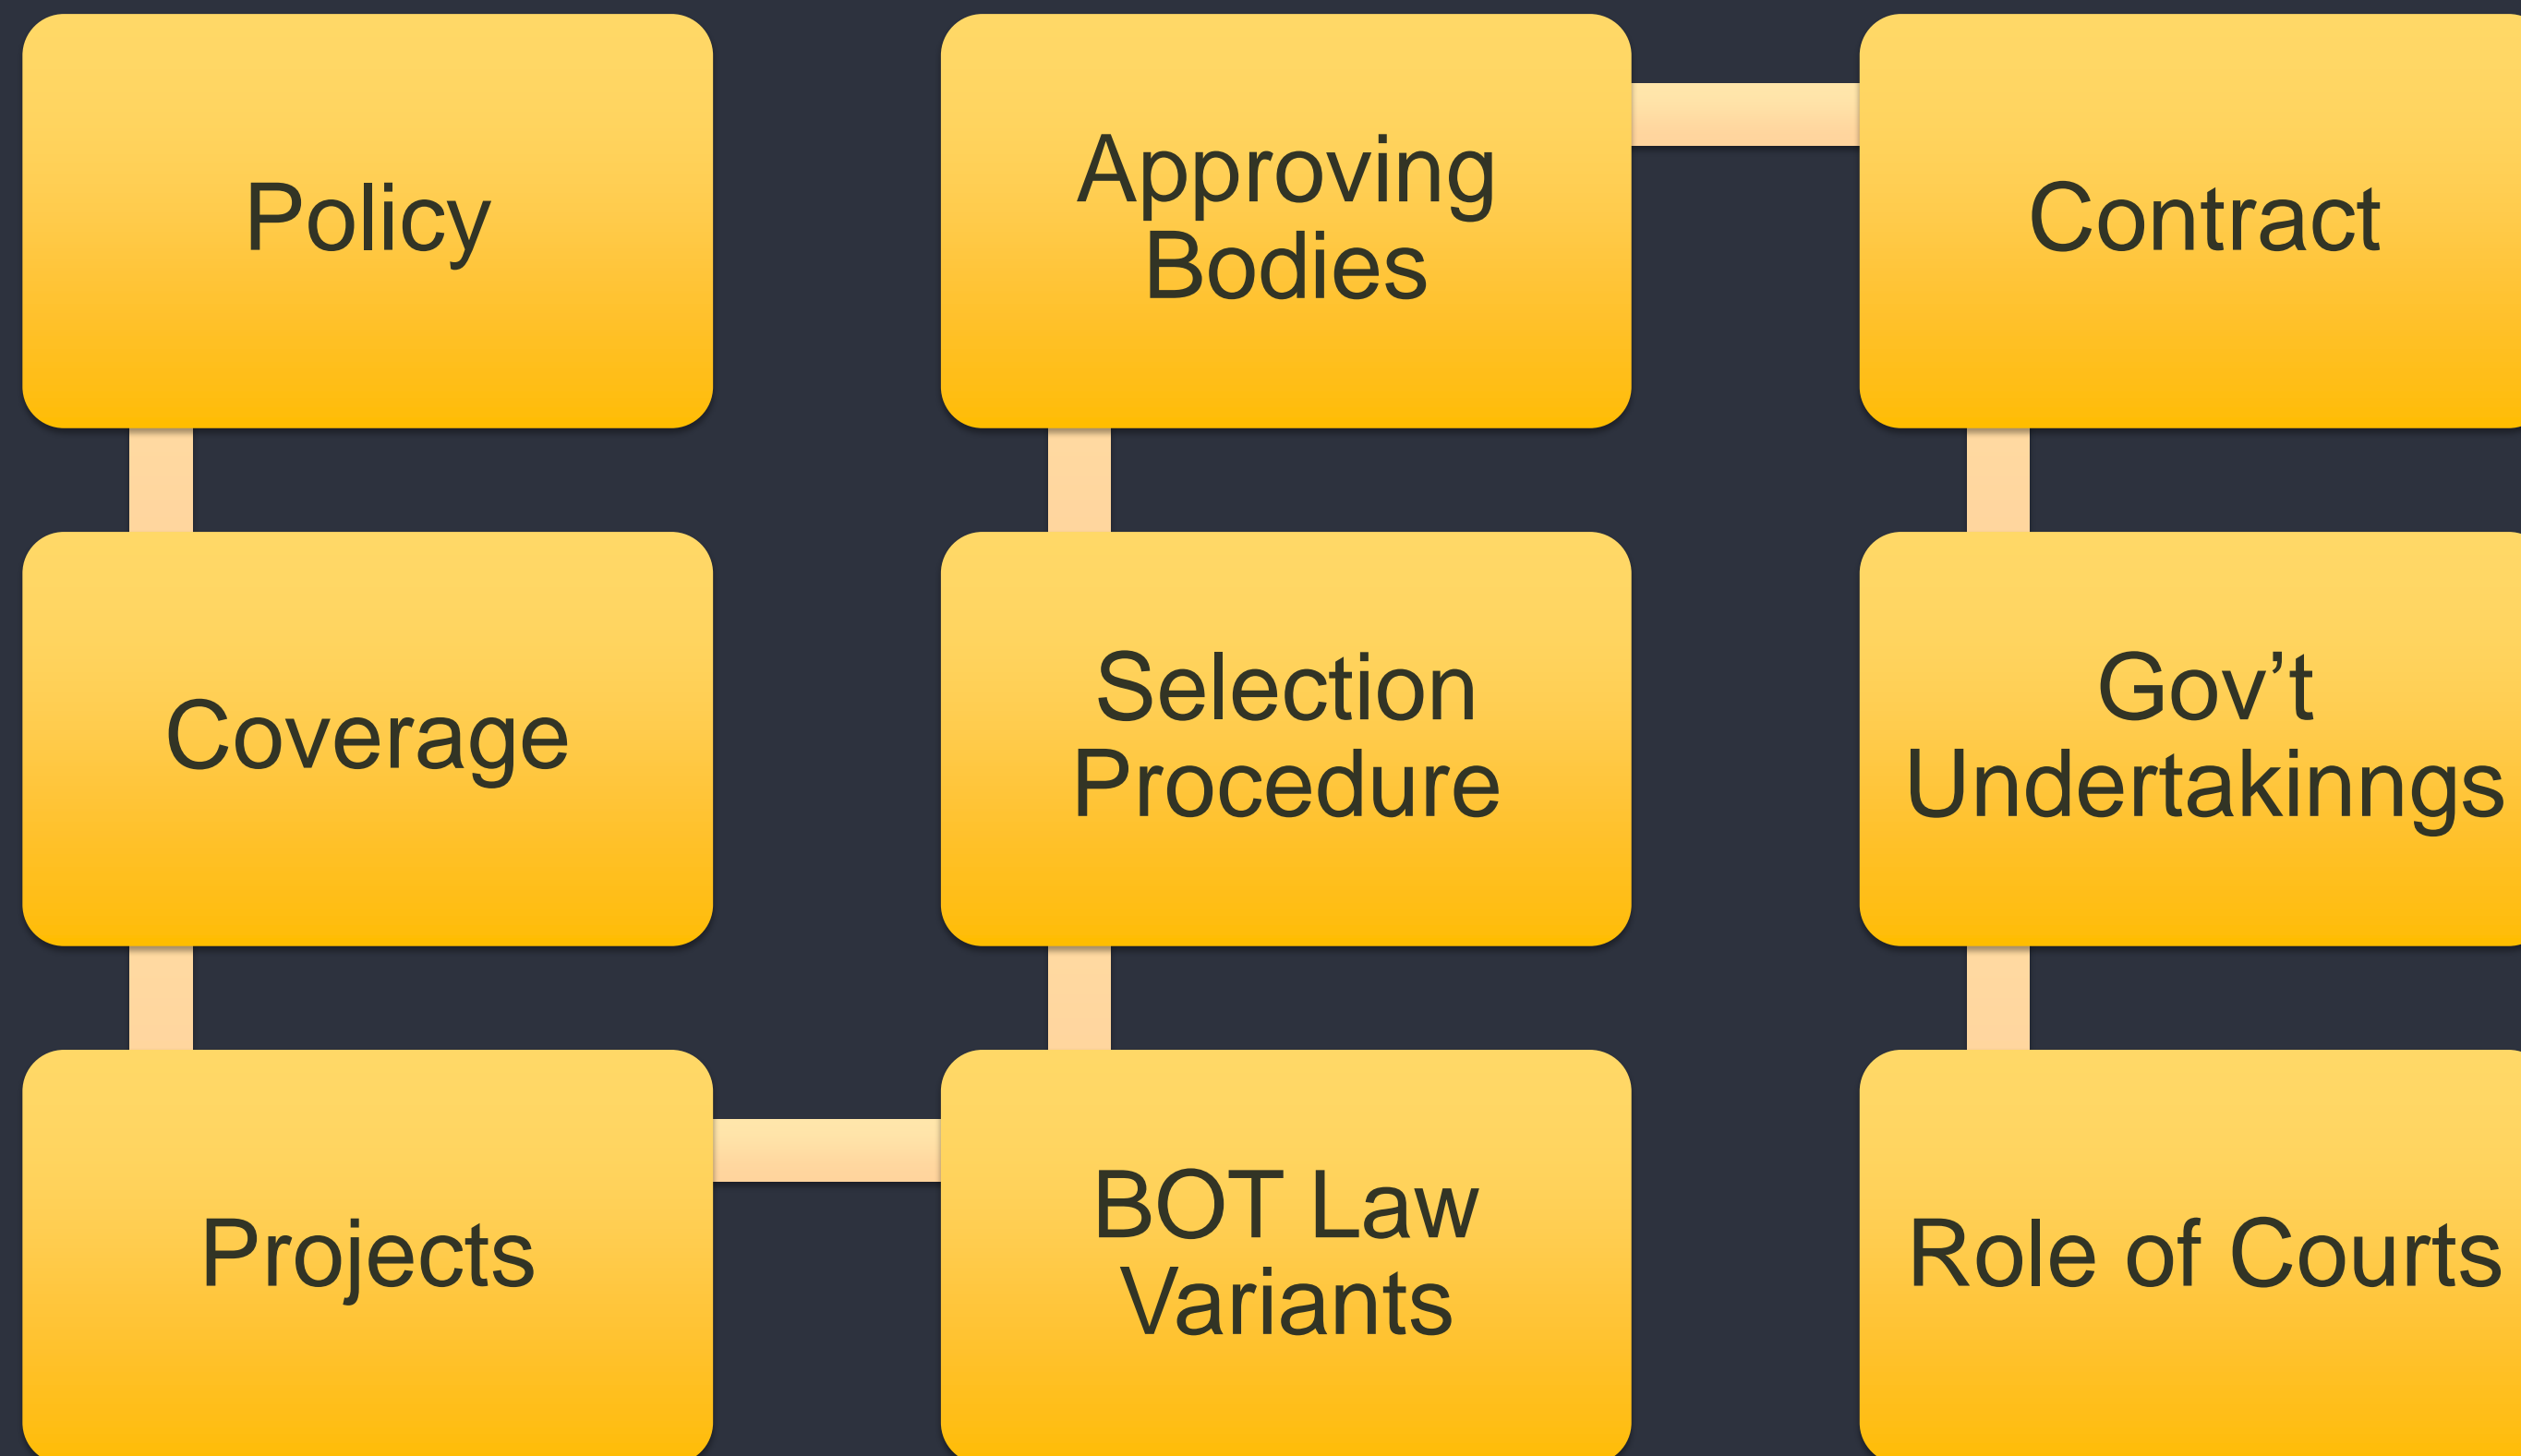 Policy
Coverage
Projects
BOT Law
Variants
Selection
Procedure
Approving
Bodies
Contract
Gov’t
Undertakinngs
Role of Courts